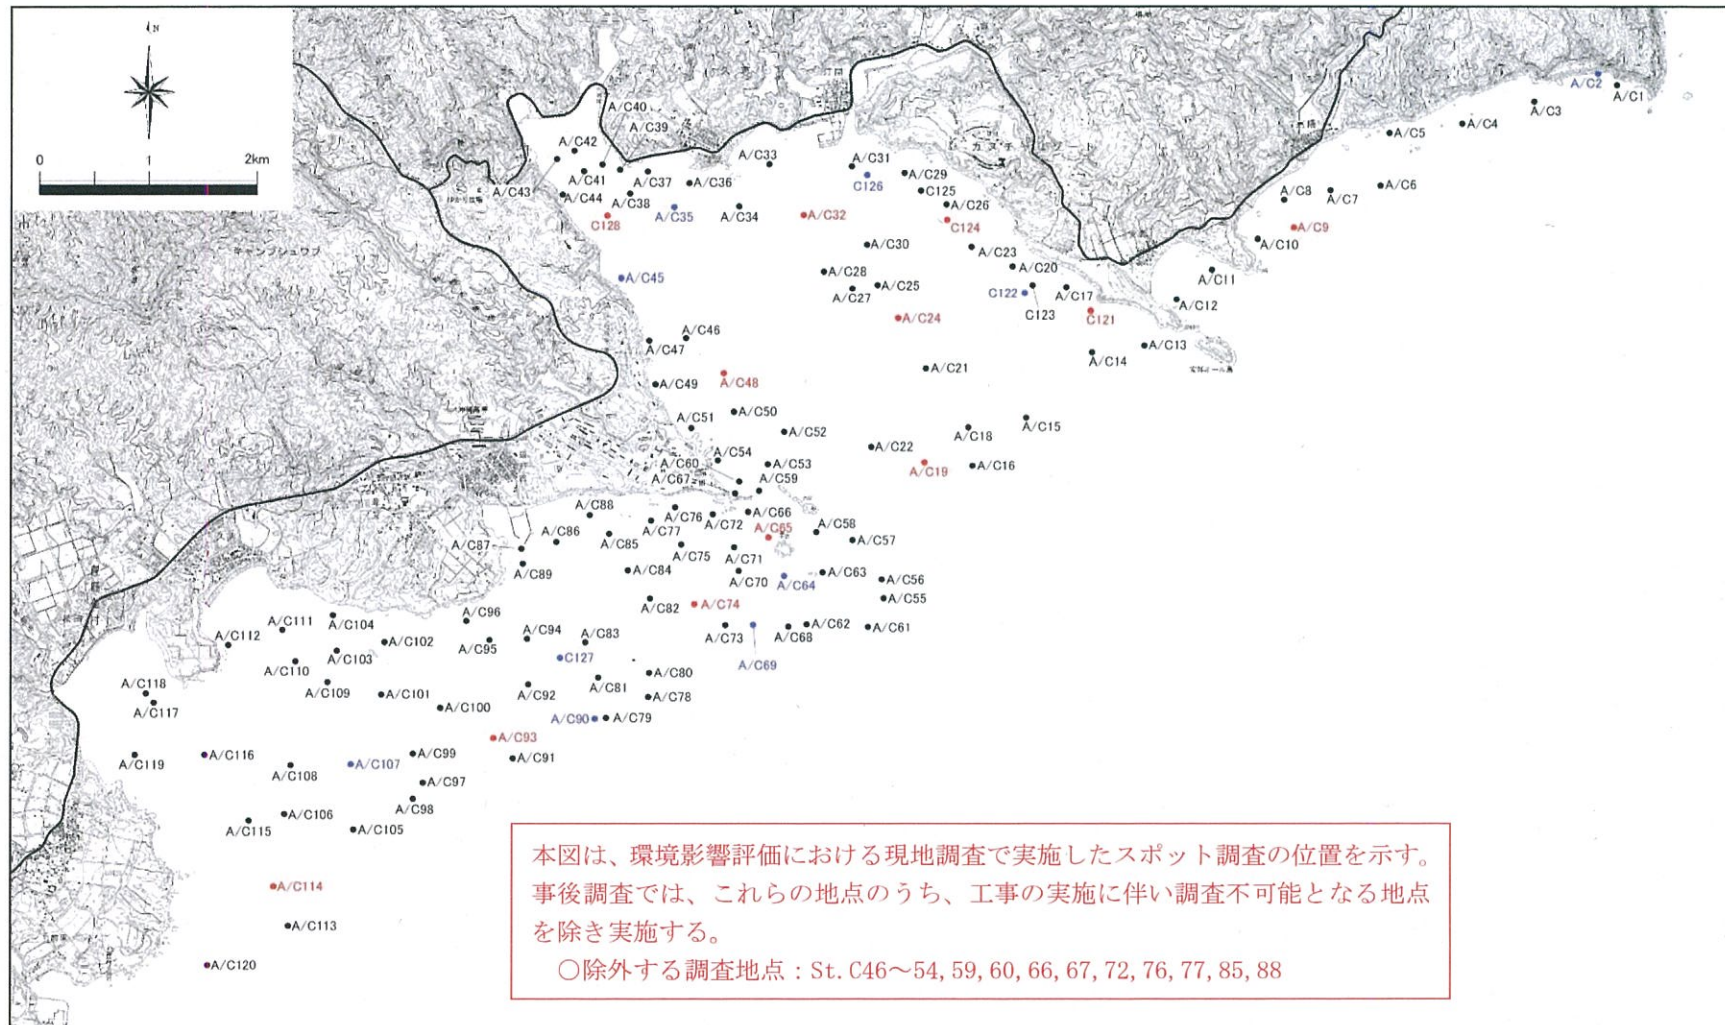 N
0 1 2km
A/C40
A/C39
A/C42
A/C41
A/C43
A/C44
A/C37
A/C38
A/C36
A/C35
A/C34
A/C33
C128
A/C32
A/C31
C126
A/C29
C125
A/C26
C124
A/C30
A/C23
A/C28
A/C27
A/C25
A/C20
C122
C123
A/C17
C121
A/C24
A/C21
A/C14
A/C13
A/C12
A/C11
A/C10
A/C9
A/C8
A/C7
A/C6
A/C5
A/C4
A/C3
A/C2
A/C1
カヌチャリゾート
キャンプシュワブ
A/C45
A/C46
A/C47
A/C48
A/C49
A/C50
A/C51
A/C52
A/C54
A/C53
A/C60
A/C67
A/C59
A/C22
A/C18
A/C15
A/C19
A/C16
A/C88
A/C86
A/C87
A/C89
A/C85
A/C76
A/C77
A/C75
A/C72
A/C66
A/C65
A/C71
A/C70
A/C58
A/C57
A/C64
A/C63
A/C56
A/C55
A/C84
A/C82
A/C74
A/C73
A/C69
A/C68
A/C62
A/C61
A/C96
A/C95
A/C94
C127
A/C83
A/C81
A/C80
A/C78
A/C92
A/C90
A/C79
A/C93
A/C91
A/C111
A/C104
A/C112
A/C102
A/C103
A/C110
A/C109
A/C101
A/C100
A/C118
A/C117
A/C119
A/C116
A/C108
A/C107
A/C99
A/C97
A/C98
A/C106
A/C115
A/C105
A/C114
A/C113
A/C120
本図は、環境影響評価における現地調査で実施したスポット調査の位置を示す。
事後調査では、これらの地点のうち、工事の実施に伴い調査不可能となる地点
を除き実施する。
○除外する調査地点：St. C46～54, 59, 60, 66, 67, 72, 76, 77, 85, 88